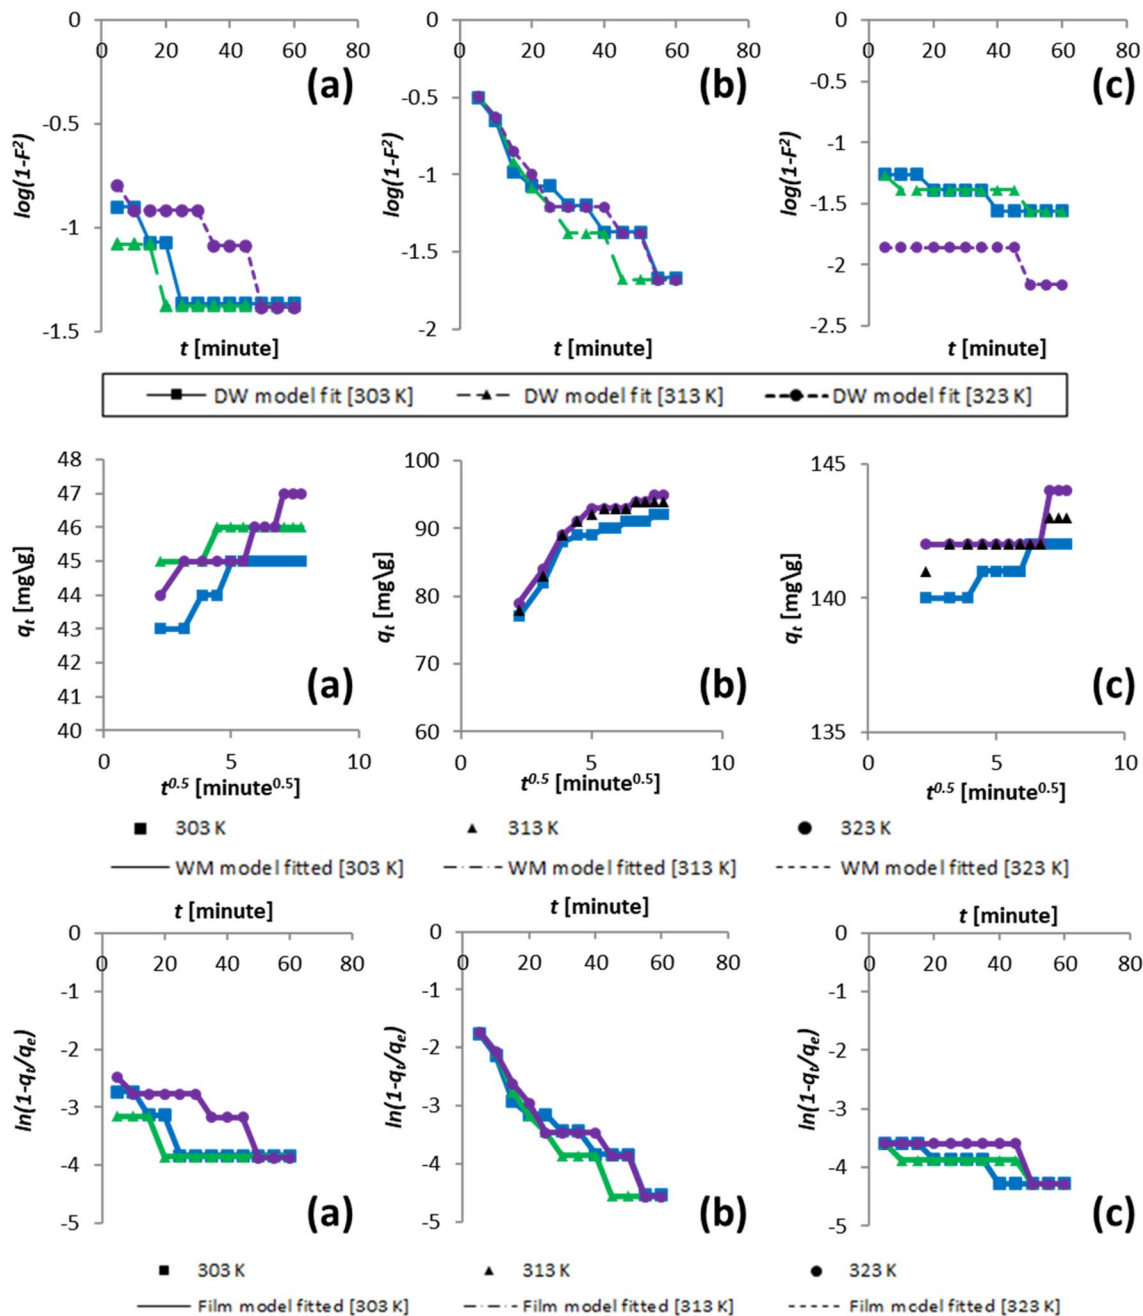 0
0 20 40 60 80
-0.5
-1
-1.5
log(1-F²)
t [minute]
(a)
0
0 20 40 60 80
-0.5
-1
-1.5
-2
log(1-F²)
t [minute]
(b)
0
0 20 40 60 80
-0.5
-1
-1.5
-2
-2.5
log(1-F²)
t [minute]
(c)
DW model fit [303 K] DW model fit [313 K] DW model fit [323 K]
48
47
46
45
44
43
42
41
40
0 5 10
qt [mg\g]
t^0.5 [minute^0.5]
(a)
100
90
80
70
60
0 5 10
qt [mg\g]
t^0.5 [minute^0.5]
(b)
145
140
135
0 5 10
qt [mg\g]
t^0.5 [minute^0.5]
(c)
303 K 313 K 323 K
WM model fitted [303 K] WM model fitted [313 K] WM model fitted [323 K]
t [minute]
0
0 20 40 60 80
-1
-2
-3
-4
-5
ln(1-qt/qe)
(a)
t [minute]
0
0 20 40 60 80
-1
-2
-3
-4
-5
ln(1-qt/qe)
(b)
t [minute]
0
0 20 40 60 80
-1
-2
-3
-4
-5
ln(1-qt/qe)
(c)
303 K 313 K 323 K
Film model fitted [303 K] Film model fitted [313 K] Film model fitted [323 K]